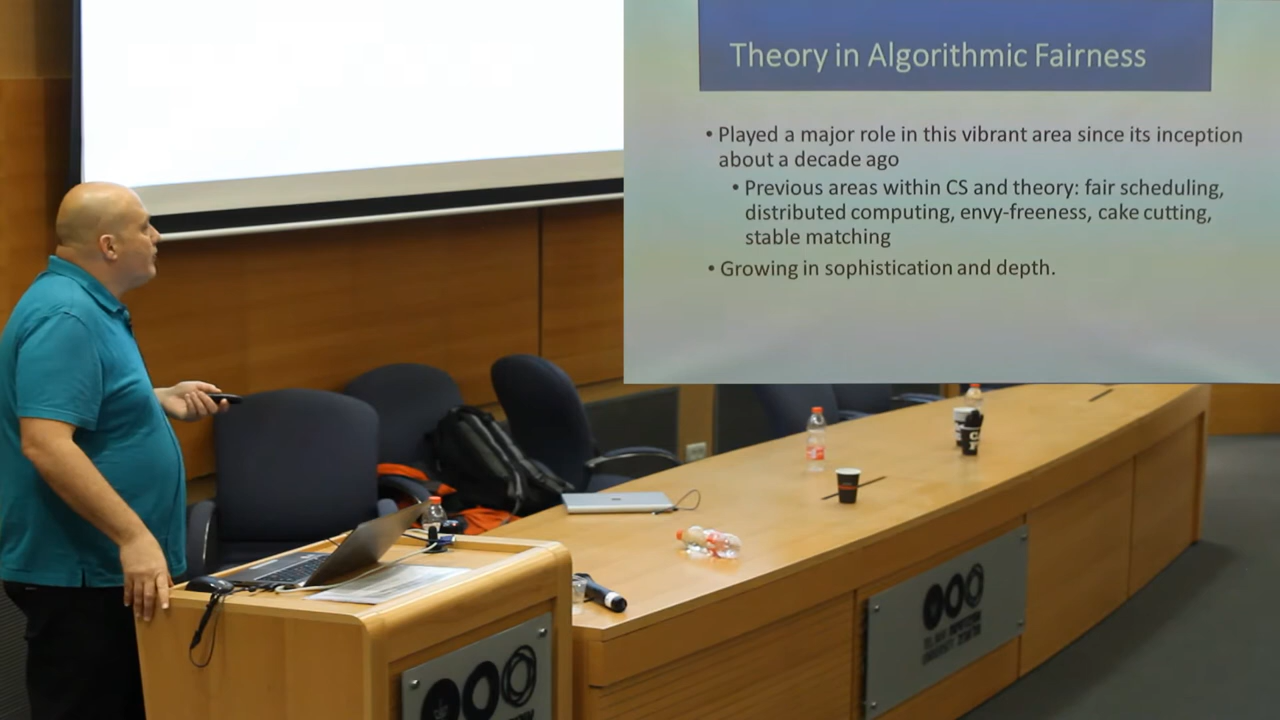 Theory in Algorithmic Fairness
• Played a major role in this vibrant area since its inception
about a decade ago
• Previous areas within CS and theory: fair scheduling,
distributed computing, envy-freeness, cake cutting,
stable matching
• Growing in sophistication and depth.